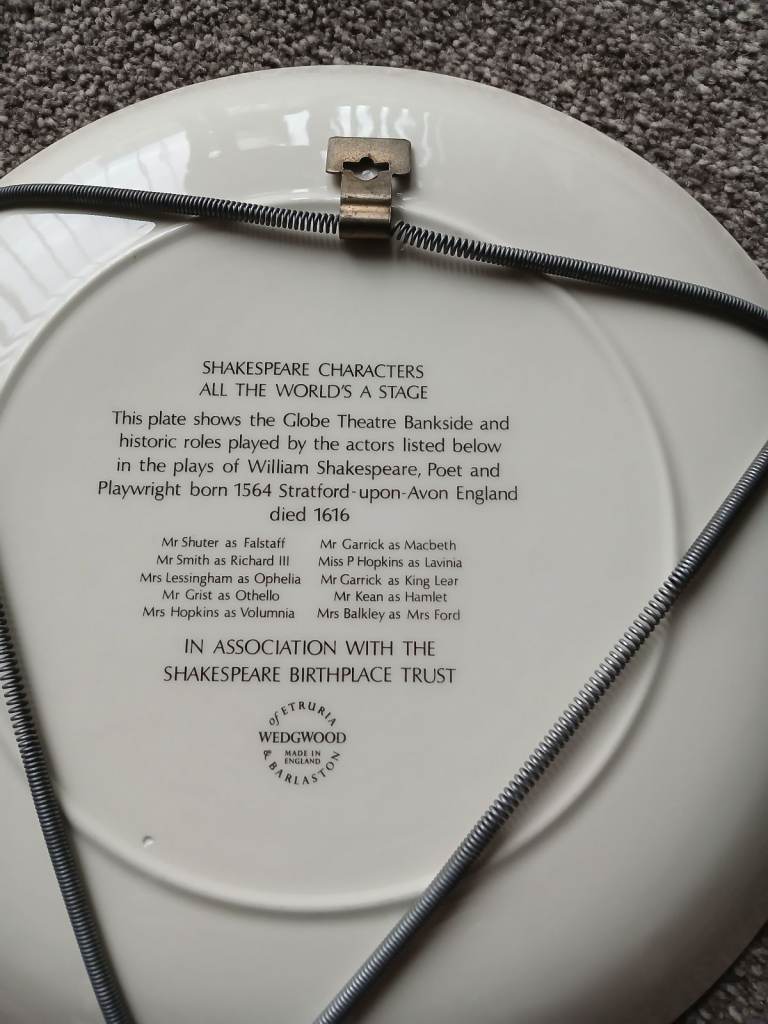 SHAKESPEARE CHARACTERS
ALL THE WORLD'S A STAGE
This plate shows the Globe Theatre Bankside and
historic roles played by the actors listed below
in the plays of William Shakespeare, Poet and
Playwright born 1564 Stratford-upon-Avon England
died 1616
Mr Shuter as Falstaff
Mr Smith as Richard III
Mrs Lessingham as Ophelia
Mr Grist as Othello
Mrs Hopkins as Volumnia
Mr Garrick as Macbeth
Miss P Hopkins as Lavinia
Mr Garrick as King Lear
Mr Kean as Hamlet
Mrs Balkley as Mrs Ford
IN ASSOCIATION WITH THE
SHAKESPEARE BIRTHPLACE TRUST
of ETRURIA
WEDGWOOD
MADE IN
ENGLAND
& BARLASTON